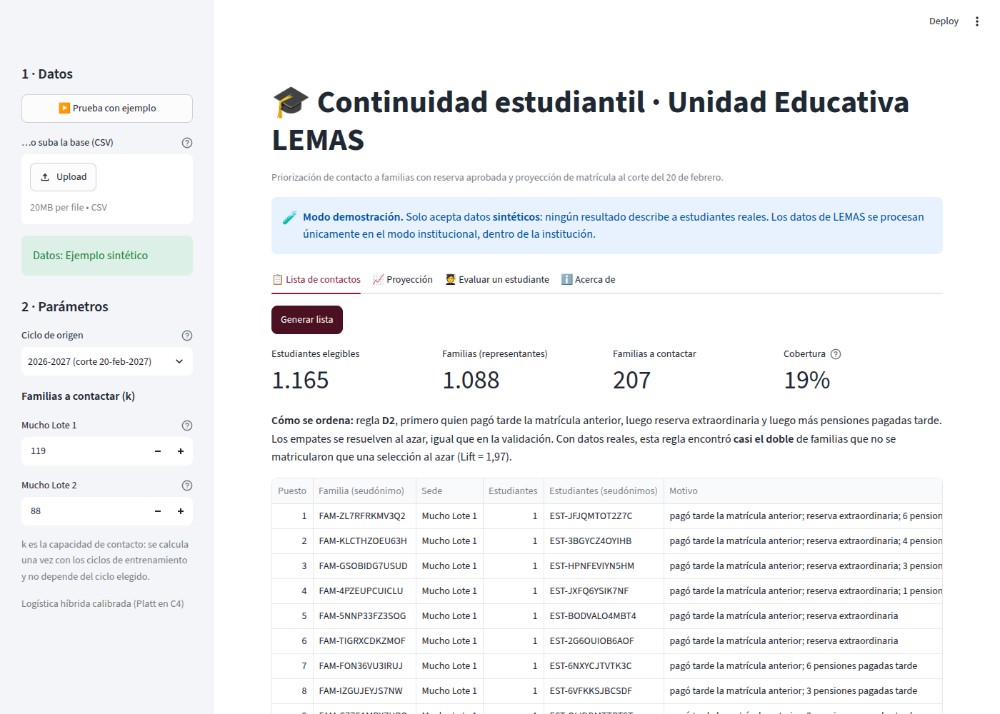 Deploy
1 · Datos
Prueba con ejemplo
...o suba la base (CSV)
Upload
20MB per file • CSV
Datos: Ejemplo sintético
2 · Parámetros
Ciclo de origen
2026-2027 (corte 20-feb-2027)
Familias a contactar (k)
Mucho Lote 1
119
Mucho Lote 2
88
k es la capacidad de contacto: se calcula
una vez con los ciclos de entrenamiento
y no depende del ciclo elegido.
Logística híbrida calibrada (Platt en C4)
Continuidad estudiantil · Unidad Educativa
LEMAS
Priorización de contacto a familias con reserva aprobada y proyección de matrícula al corte del 20 de febrero.
Modo demostración. Solo acepta datos sintéticos: ningún resultado describe a estudiantes reales. Los datos de LEMAS se procesan
únicamente en el modo institucional, dentro de la institución.
Lista de contactos Proyección Evaluar un estudiante Acerca de
Generar lista
Estudiantes elegibles Familias (representantes) Familias a contactar Cobertura
1.165 1.088 207 19%
Cómo se ordena: regla D2, primero quien pagó tarde la matrícula anterior, luego reserva extraordinaria y luego más pensiones pagadas tarde.
Los empates se resuelven al azar, igual que en la validación. Con datos reales, esta regla encontró casi el doble de familias que no se
matricularon que una selección al azar (Lift = 1,97).
Puesto Familia (seudónimo) Sede Estudiantes Estudiantes (seudónimos) Motivo
1 FAM-ZL7RFRKMV3Q2 Mucho Lote 1 1 EST-JFJQMTOT2Z7C pagó tarde la matrícula anterior; reserva extraordinaria; 6 pension
2 FAM-KLCTHZOEU63H Mucho Lote 1 1 EST-3BGYCZ4OYIHB pagó tarde la matrícula anterior; reserva extraordinaria; 4 pension
3 FAM-GSOBIDG7USUD Mucho Lote 1 1 EST-HPNFEVIYN5HM pagó tarde la matrícula anterior; reserva extraordinaria; 3 pension
4 FAM-4PZEUPCUICLU Mucho Lote 1 1 EST-JXFQ6YSIK7NF pagó tarde la matrícula anterior; reserva extraordinaria; 1 pension
5 FAM-5NNP33FZ3SOG Mucho Lote 1 1 EST-BODVALO4MBT4 pagó tarde la matrícula anterior; reserva extraordinaria
6 FAM-TIGRXCDKZMOF Mucho Lote 1 1 EST-2G6OUIOB6AOF pagó tarde la matrícula anterior; reserva extraordinaria
7 FAM-FON36VU3IRUJ Mucho Lote 1 1 EST-6NXYCJTVTK3C pagó tarde la matrícula anterior; 6 pensiones pagadas tarde
8 FAM-IZGUJEYJS7NW Mucho Lote 1 1 EST-6VFKKSJBCSDF pagó tarde la matrícula anterior; 3 pensiones pagadas tarde